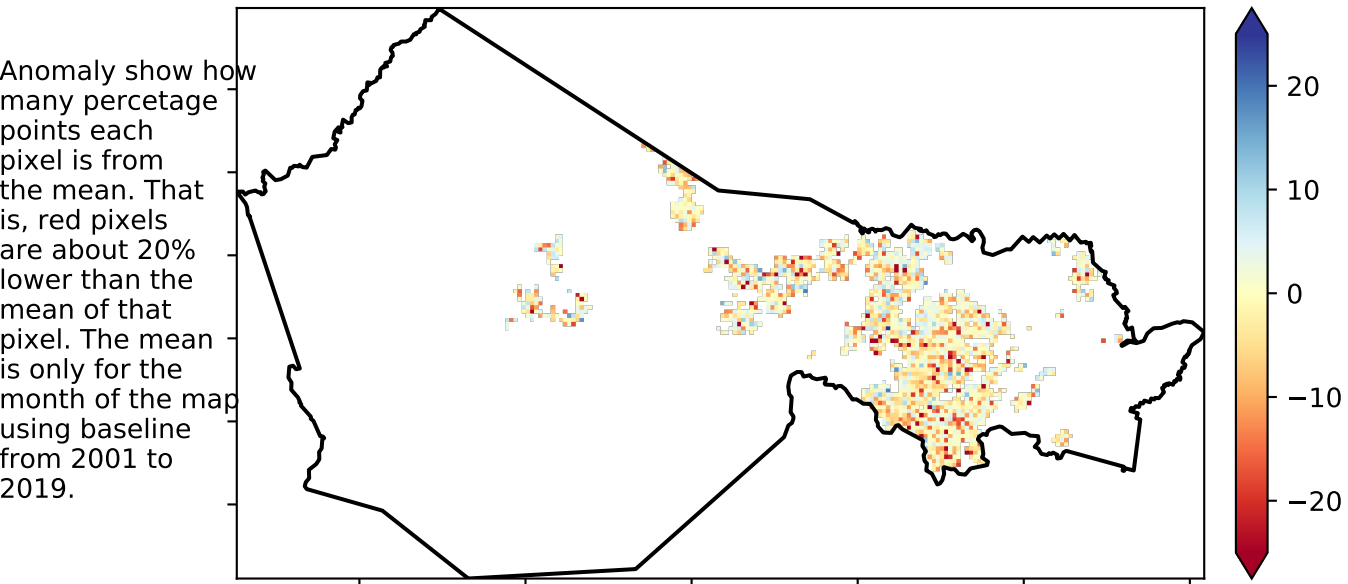 Anomaly show how
many percetage
points each
pixel is from
the mean. That
is, red pixels
are about 20%
lower than the
mean of that
pixel. The mean
is only for the
month of the map
using baseline
from 2001 to
2019.
20
10
0
−10
−20